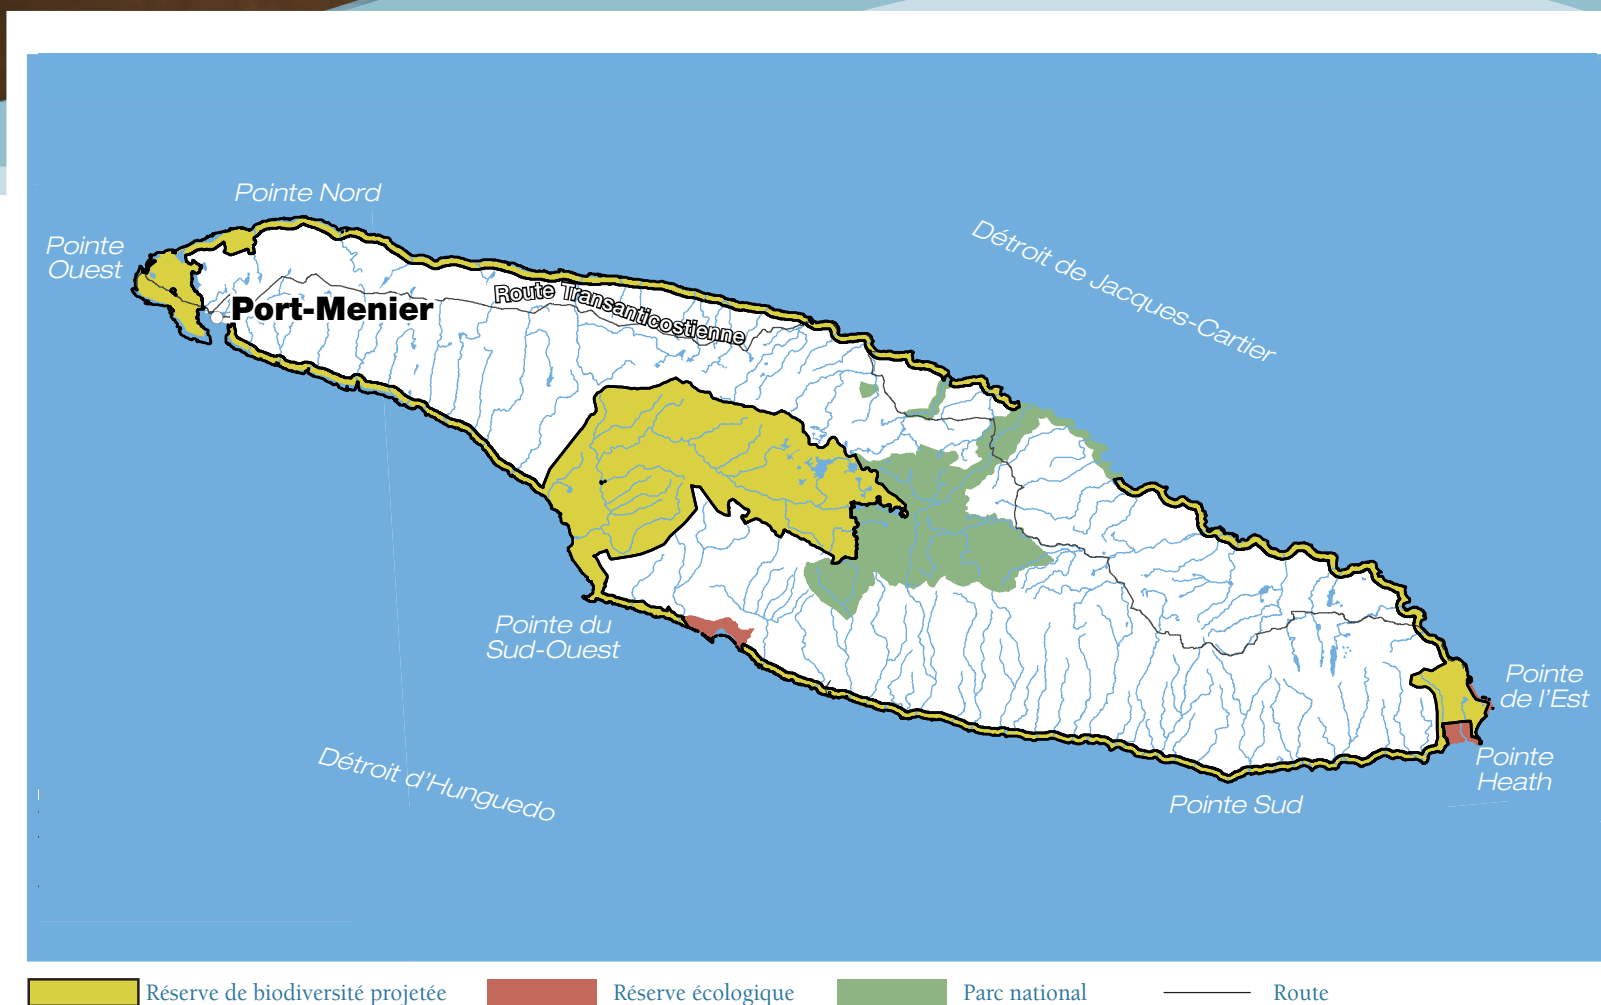 Pointe Nord
Pointe
Ouest
Détroit de Jacques-Cartier
Route Transanticostienne
Port-Menier
Pointe du
Sud-Ouest
Pointe
de l'Est
Pointe
Heath
Détroit d'Hunguedo
Pointe Sud
Réserve de biodiversité projetée
Réserve écologique
Parc national
Route